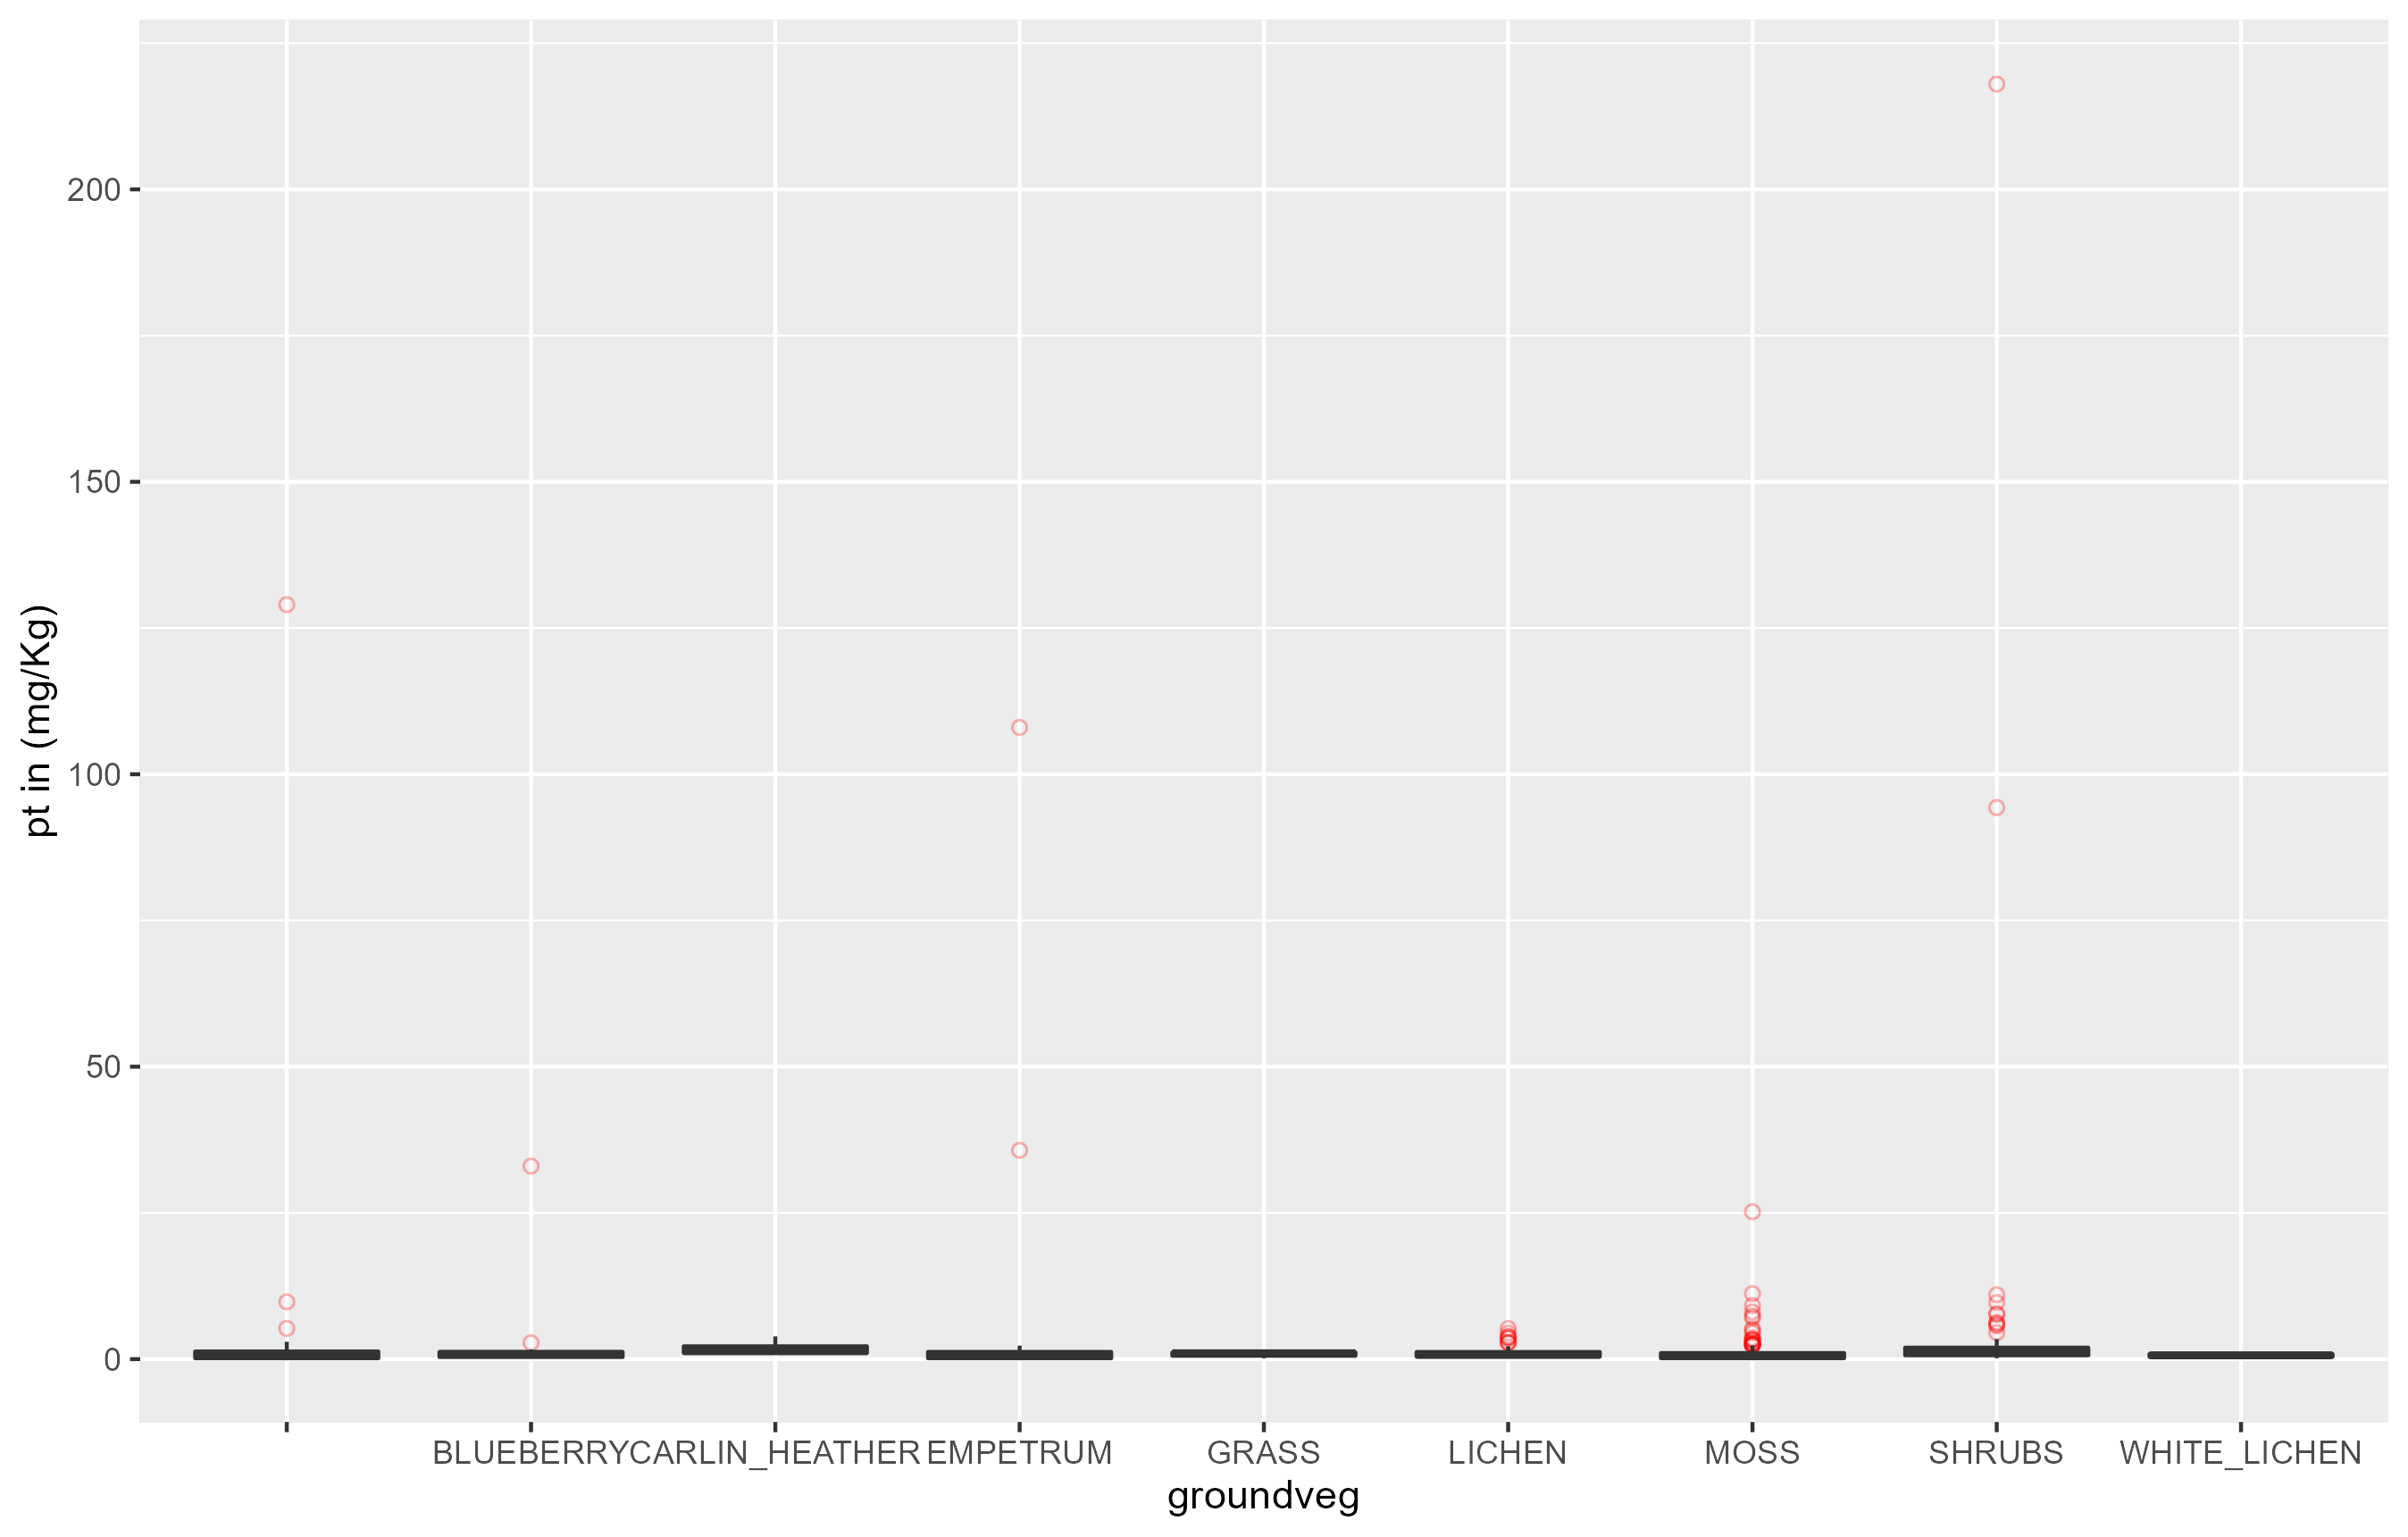 200
150
100
50
0
pt in (mg/Kg)
BLUEBERRY CARLIN_HEATHER EMPETRUM GRASS LICHEN MOSS SHRUBS WHITE_LICHEN
groundveg